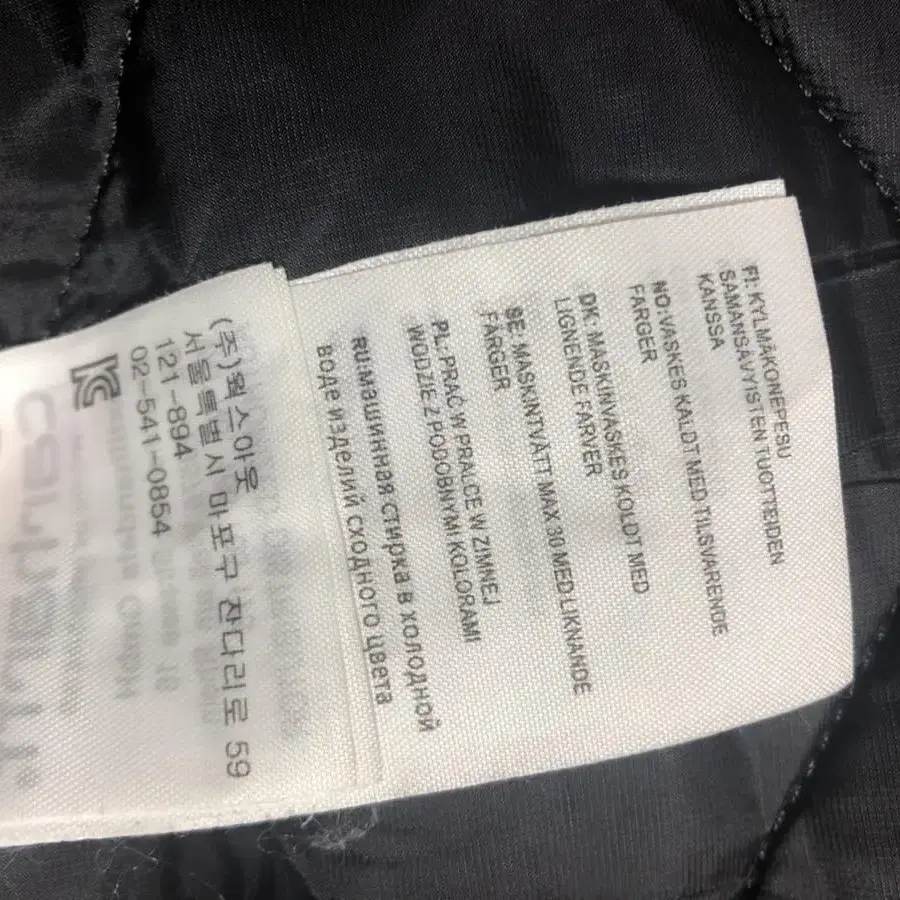 FI: KYLMÄKONEPESU
SAMANSÄVYISTEN TUOTTEIDEN
KANSSA
NO: VASKES KALDT MED TILSVARENDE
FARGER
DK: MASKINVASKES KOLDT MED
LIGNENDE FARVER
SE: MASKINTVÄTT MAX 30 MED LIKNANDE
FÄRGER
PL: PRAĆ W PRALCE W ZIMNEJ
WODZIE Z PODOBNYMI KOLORAMI
RU: машинная стирка в холодной
воде изделий сходного цвета
(주)웍스아웃
서울특별시 마포구 잔다리로 59
121-894
02-541-0854